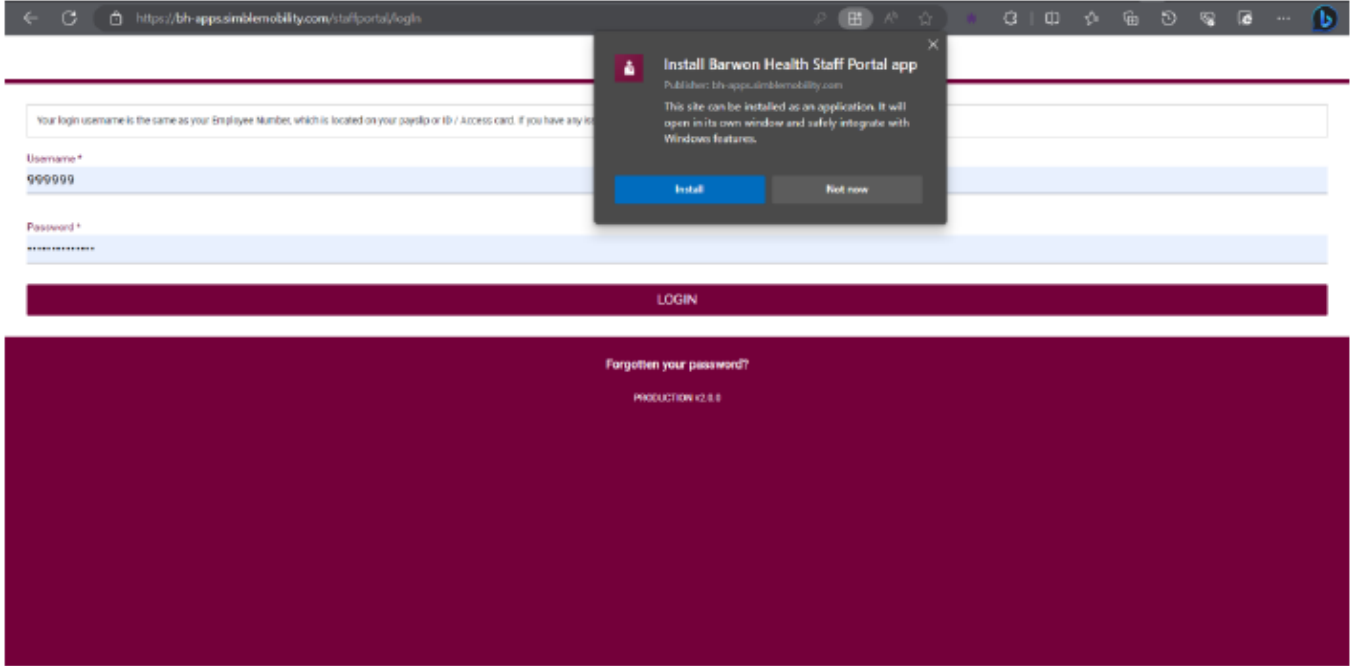 https://bh-apps.simblemobility.com/staffportal/login
Install Barwon Health Staff Portal app
Publisher: bh-apps.simblemobility.com
This site can be installed as an application. It will
open in its own window and safely integrate with
Windows features.
Install
Not now
Your login username is the same as your Employee Number, which is located on your payslip or ID / Access card. If you have any is
Username *
999999
Password *
LOGIN
Forgotten your password?
PRODUCTION v2.0.0